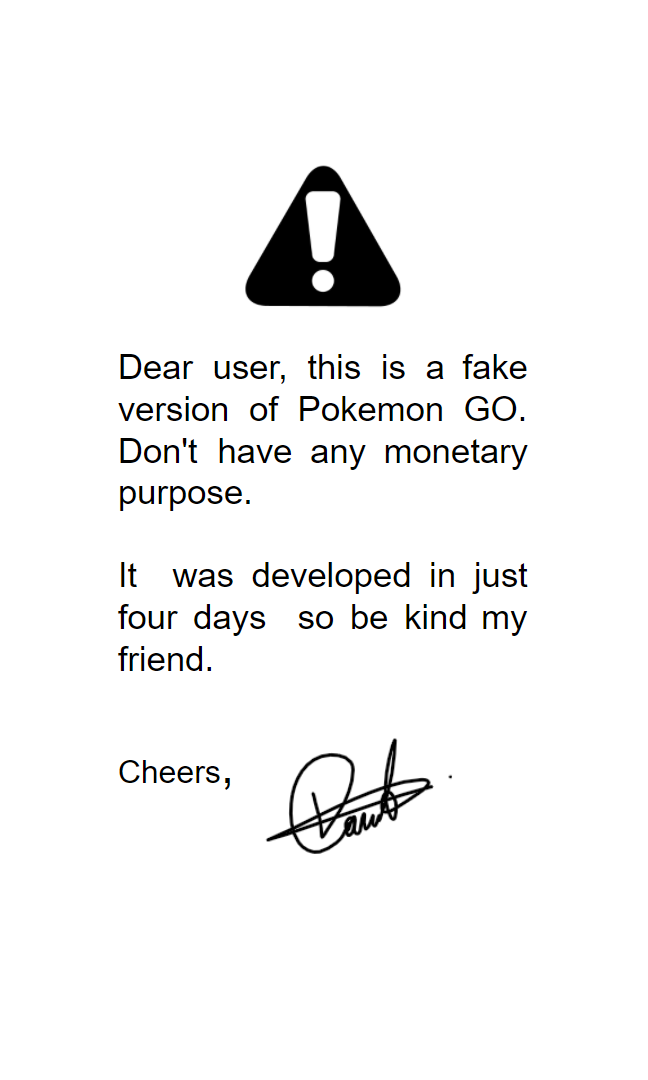 Dear user, this is a fake
version of Pokemon GO.
Don't have any monetary
purpose.
It was developed in just
four days so be kind my
friend.
Cheers,